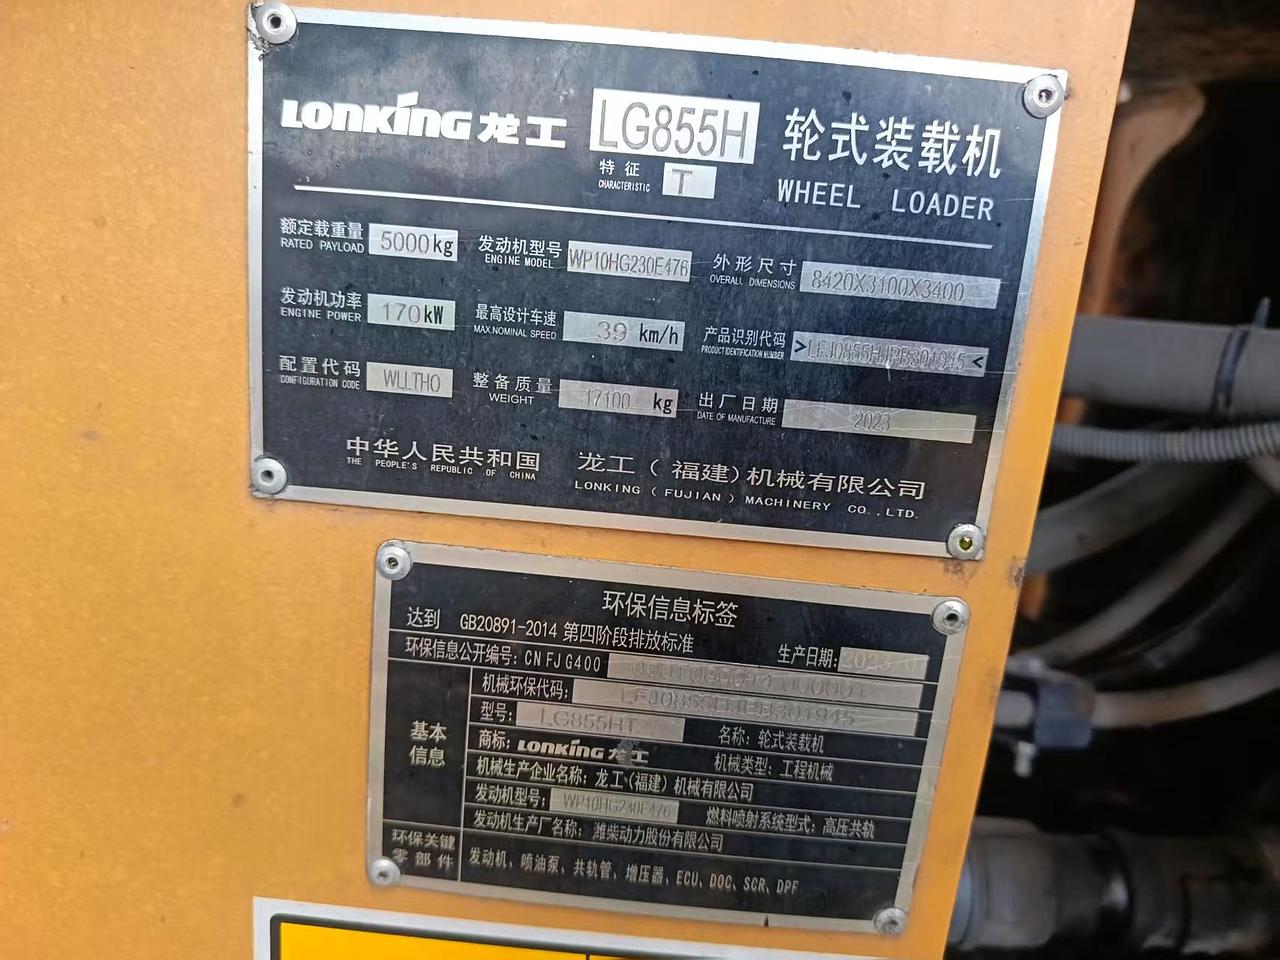 LONKING 龙工 LG855H 轮式装载机
特征 CHARACTERISTIC T WHEEL LOADER
额定载重量 RATED PAYLOAD 5000kg 发动机型号 ENGINE MODEL WP10HG230E476 外形尺寸 OVERALL DIMENSIONS 8420X3100X3400
发动机功率 ENGINE POWER 170kW 最高设计车速 MAX.NOMINAL SPEED 39 km/h 产品识别代码 PRODUCT IDENTIFICATION NUMBER >LFJ0855HJPB301945<
配置代码 CONFIGURATION CODE WLLTH0 整备质量 WEIGHT 17100 kg 出厂日期 DATE OF MANUFACTURE 2023
中华人民共和国 龙工(福建)机械有限公司
THE PEOPLE'S REPUBLIC OF CHINA LONKING (FUJIAN) MACHINERY CO.,LTD.
环保信息标签
达到 GB20891-2014 第四阶段排放标准 生产日期:
环保信息公开编号: CN FJ G400
机械环保代码: LFJ0855HJPB301945
基本信息
型号: LG855HT 名称: 轮式装载机
商标: LONKING 龙工 机械类型: 工程机械
机械生产企业名称: 龙工(福建)机械有限公司
发动机型号: WP10HG230E476 燃料喷射系统型式: 高压共轨
发动机生产厂名称: 潍柴动力股份有限公司
环保关键零部件 发动机、喷油泵、共轨管、增压器、ECU、DOC、SCR、DPF